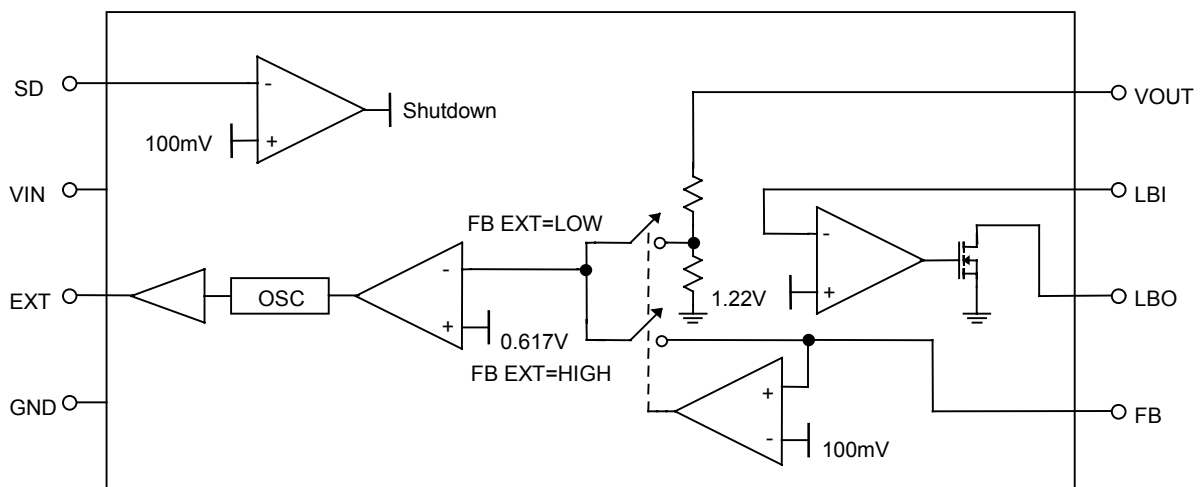 SD
-
Shutdown
100mV
+
VOUT
VIN
LBI
FB EXT=LOW
-
-
EXT
OSC
1.22V
+
LBO
+
0.617V
FB EXT=HIGH
GND
+
FB
-
100mV